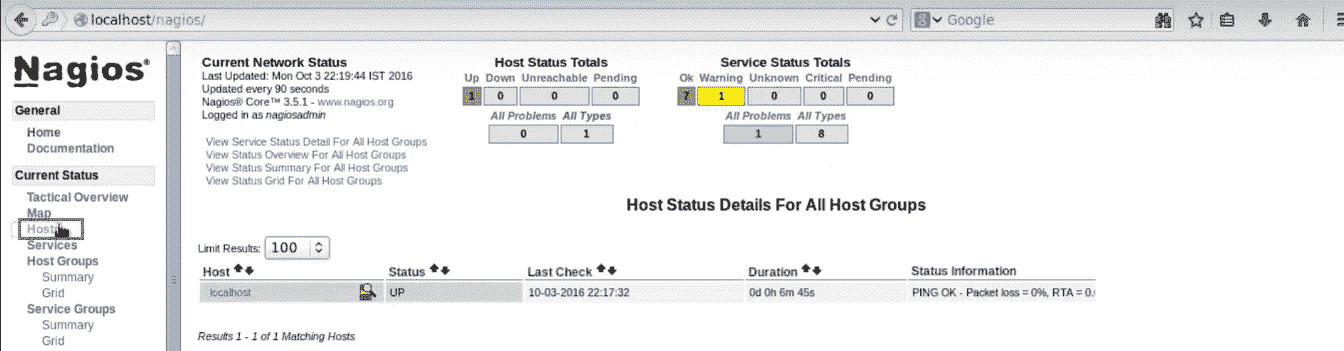 localhost/nagios/
Google
Nagios®
General
Home
Documentation
Current Status
Tactical Overview
Map
Hosts
Services
Host Groups
Summary
Grid
Service Groups
Summary
Grid
Current Network Status
Last Updated: Mon Oct 3 22:19:44 IST 2016
Updated every 90 seconds
Nagios® Core™ 3.5.1 - www.nagios.org
Logged in as nagiosadmin
View Service Status Detail For All Host Groups
View Status Overview For All Host Groups
View Status Summary For All Host Groups
View Status Grid For All Host Groups
Host Status Totals
Up Down Unreachable Pending
1 0 0 0
All Problems All Types
0 1
Service Status Totals
Ok Warning Unknown Critical Pending
7 1 0 0 0
All Problems All Types
1 8
Host Status Details For All Host Groups
Limit Results: 100
Host Status Last Check Duration Status Information
localhost UP 10-03-2016 22:17:32 0d 0h 6m 45s PING OK - Packet loss = 0%, RTA = 0.
Results 1 - 1 of 1 Matching Hosts